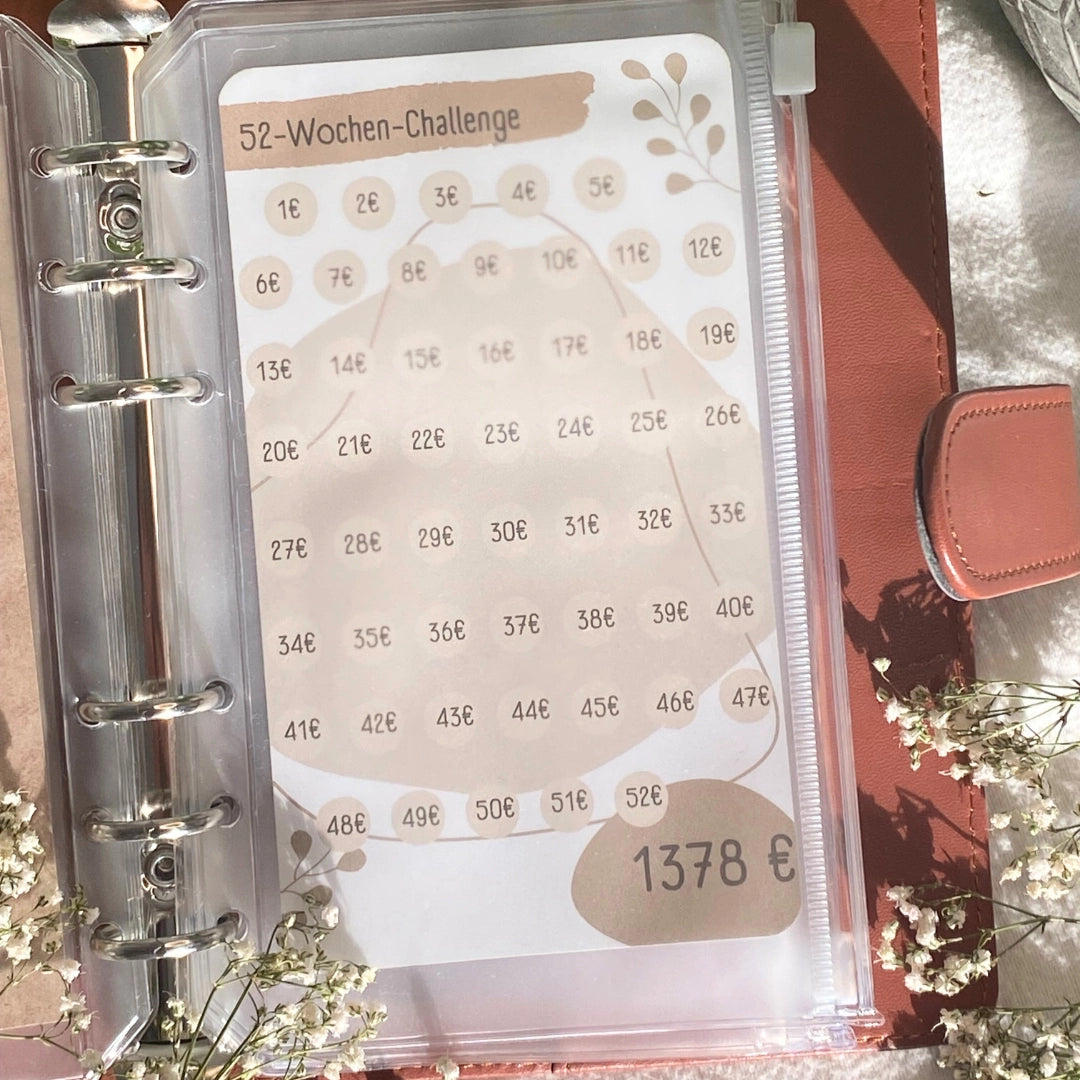 52-Wochen-Challenge
1€ 2€ 3€ 4€ 5€
6€ 7€ 8€ 9€ 10€ 11€ 12€
13€ 14€ 15€ 16€ 17€ 18€ 19€
20€ 21€ 22€ 23€ 24€ 25€ 26€
27€ 28€ 29€ 30€ 31€ 32€ 33€
34€ 35€ 36€ 37€ 38€ 39€ 40€
41€ 42€ 43€ 44€ 45€ 46€ 47€
48€ 49€ 50€ 51€ 52€
1378 €